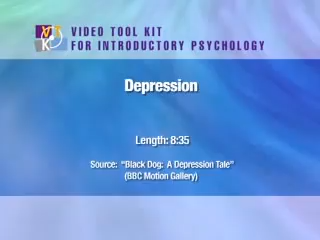 VIDEO TOOL KIT
FOR INTRODUCTORY PSYCHOLOGY
Depression
Length: 8:35
Source: "Black Dog: A Depression Tale"
(BBC Motion Gallery)